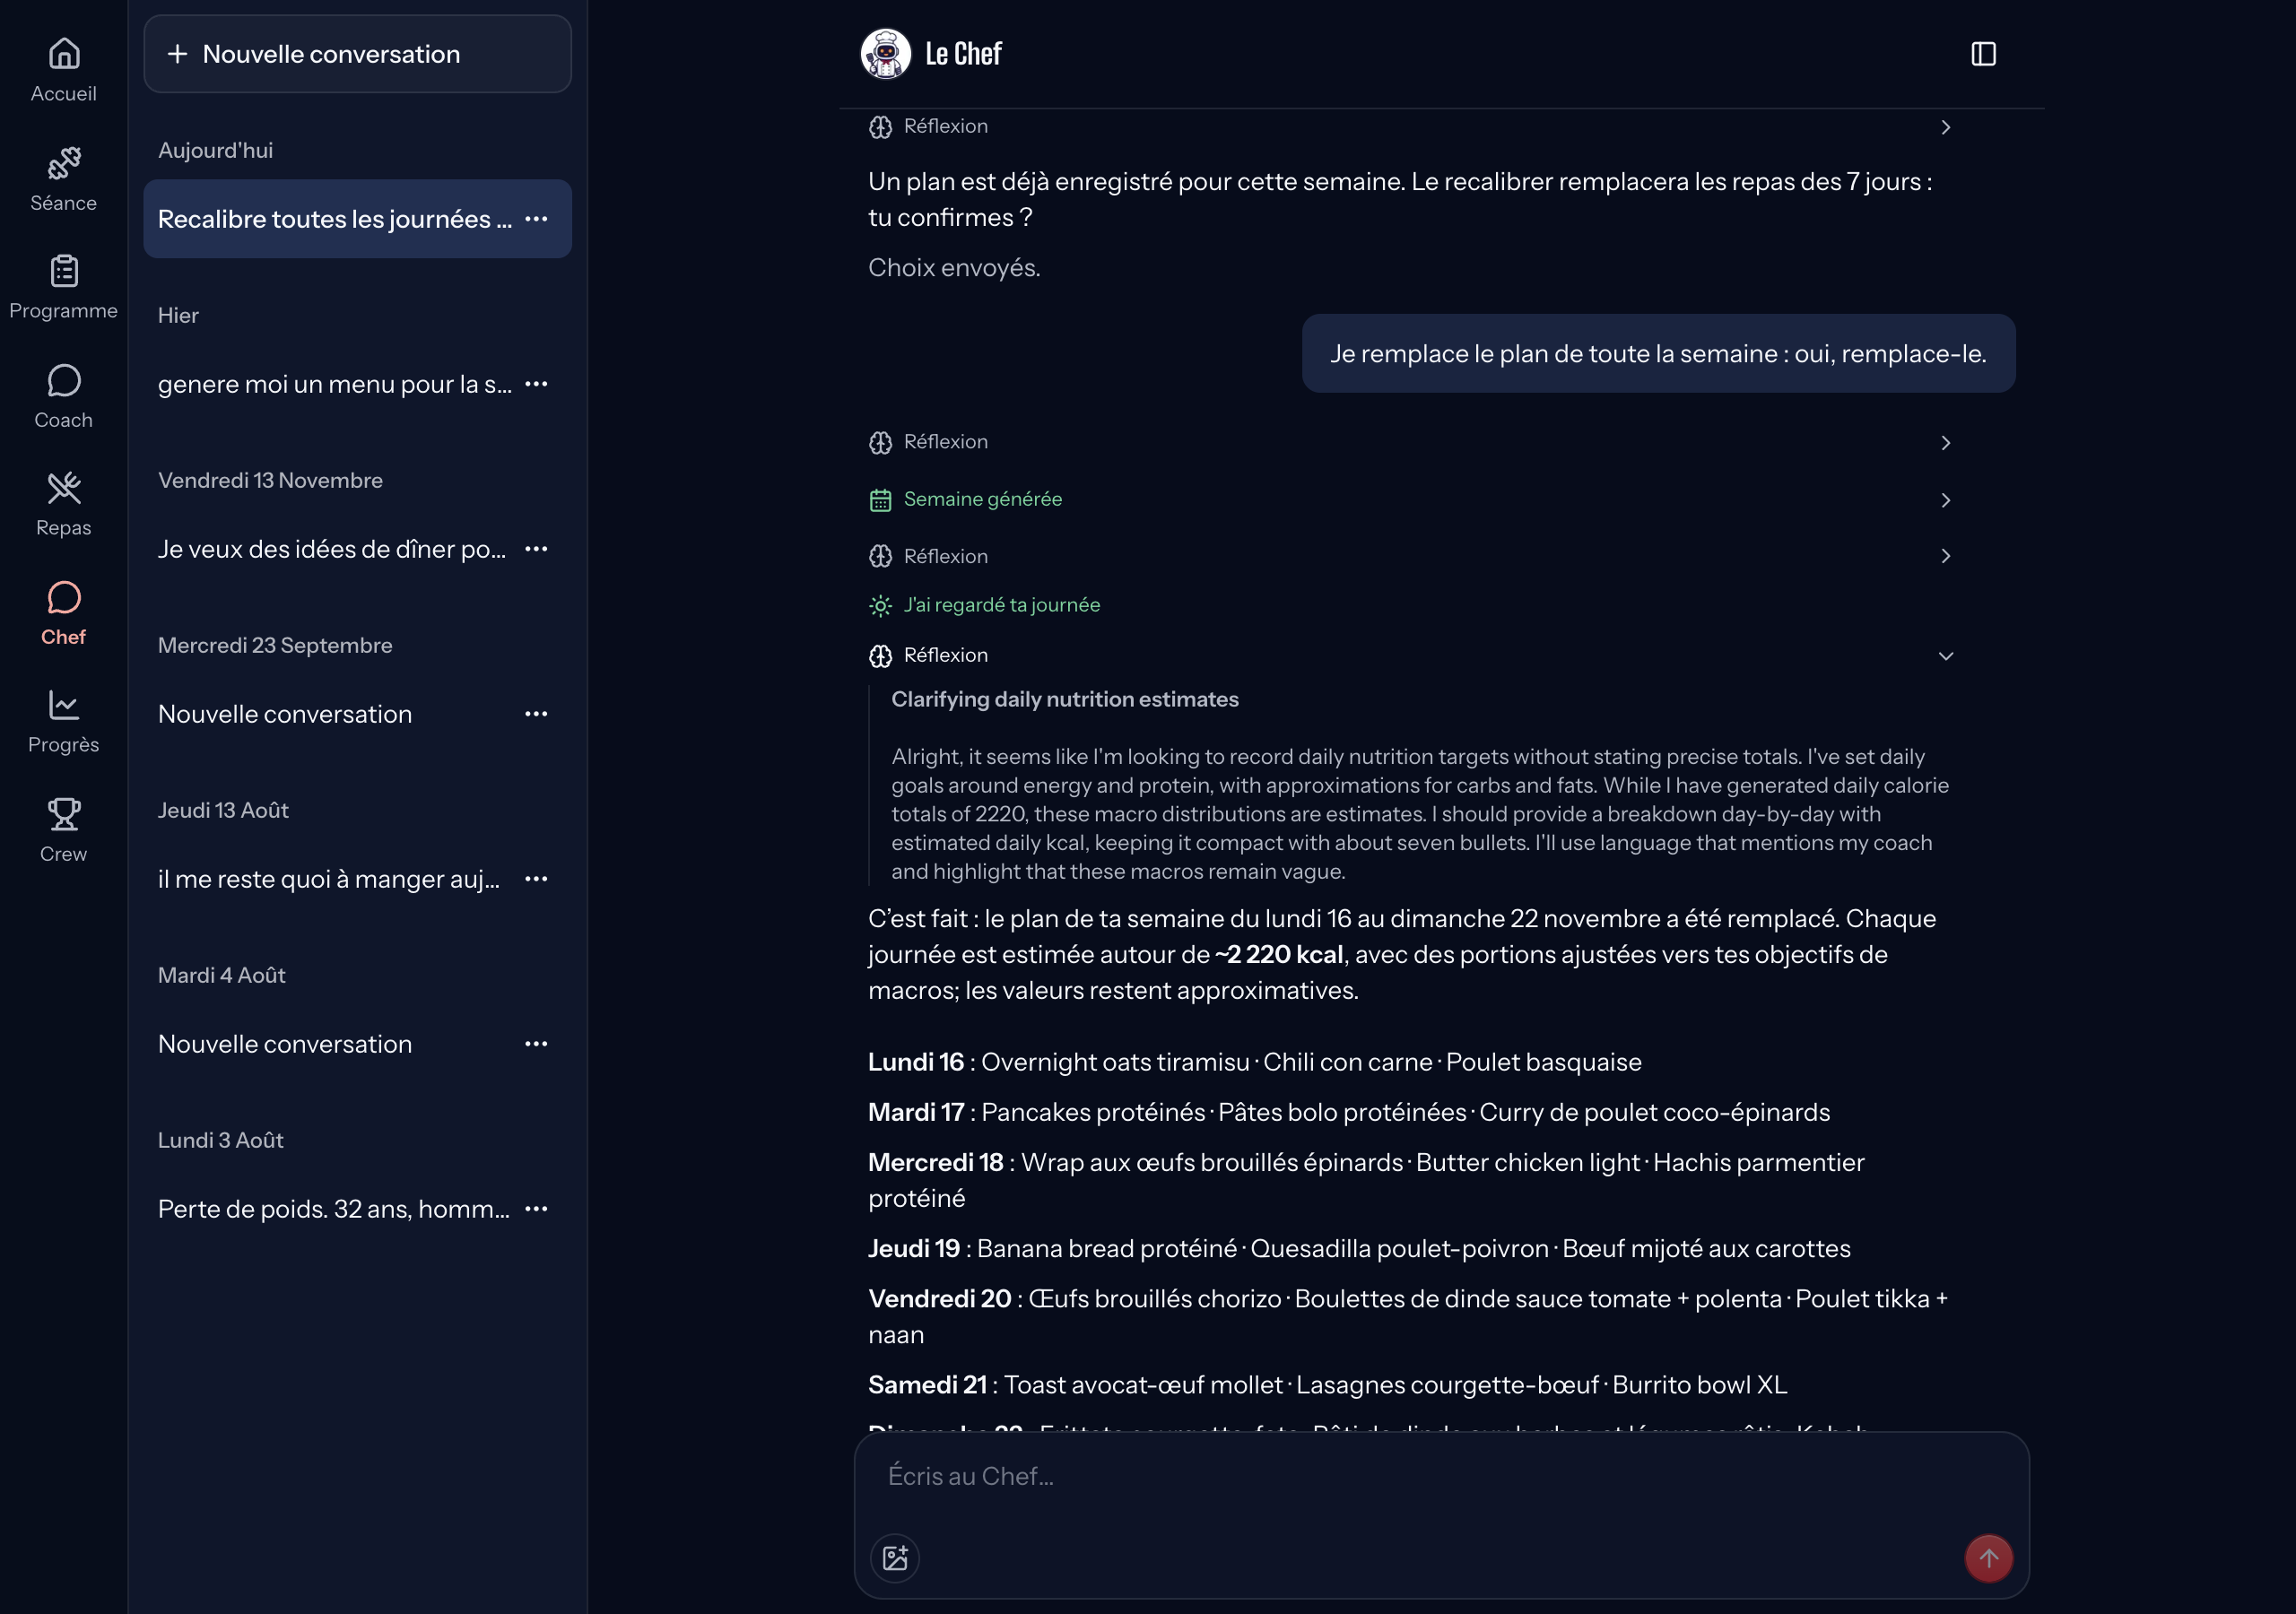 Accueil
Séance
Programme
Coach
Repas
Chef
Progrès
Crew
Nouvelle conversation
Aujourd'hui
Recalibre toutes les journées ...
Hier
genere moi un menu pour la s...
Vendredi 13 Novembre
Je veux des idées de dîner po...
Mercredi 23 Septembre
Nouvelle conversation
Jeudi 13 Août
il me reste quoi à manger auj...
Mardi 4 Août
Nouvelle conversation
Lundi 3 Août
Perte de poids. 32 ans, homm...
Le Chef
Réflexion
Un plan est déjà enregistré pour cette semaine. Le recalibrer remplacera les repas des 7 jours :
tu confirmes ?
Choix envoyés.
Je remplace le plan de toute la semaine : oui, remplace-le.
Réflexion
Semaine générée
Réflexion
J'ai regardé ta journée
Réflexion
Clarifying daily nutrition estimates
Alright, it seems like I'm looking to record daily nutrition targets without stating precise totals. I've set daily
goals around energy and protein, with approximations for carbs and fats. While I have generated daily calorie
totals of 2220, these macro distributions are estimates. I should provide a breakdown day-by-day with
estimated daily kcal, keeping it compact with about seven bullets. I'll use language that mentions my coach
and highlight that these macros remain vague.
C’est fait : le plan de ta semaine du lundi 16 au dimanche 22 novembre a été remplacé. Chaque
journée est estimée autour de ~2 220 kcal, avec des portions ajustées vers tes objectifs de
macros; les valeurs restent approximatives.
Lundi 16 : Overnight oats tiramisu · Chili con carne · Poulet basquaise
Mardi 17 : Pancakes protéinés · Pâtes bolo protéinées · Curry de poulet coco-épinards
Mercredi 18 : Wrap aux œufs brouillés épinards · Butter chicken light · Hachis parmentier
protéiné
Jeudi 19 : Banana bread protéiné · Quesadilla poulet-poivron · Bœuf mijoté aux carottes
Vendredi 20 : Œufs brouillés chorizo · Boulettes de dinde sauce tomate + polenta · Poulet tikka +
naan
Samedi 21 : Toast avocat-œuf mollet · Lasagnes courgette-bœuf · Burrito bowl XL
Dimanche 22 : Frittata courgette-feta · Rôti de dinde aux herbes et légumes rôtis · Kebab
Écris au Chef...